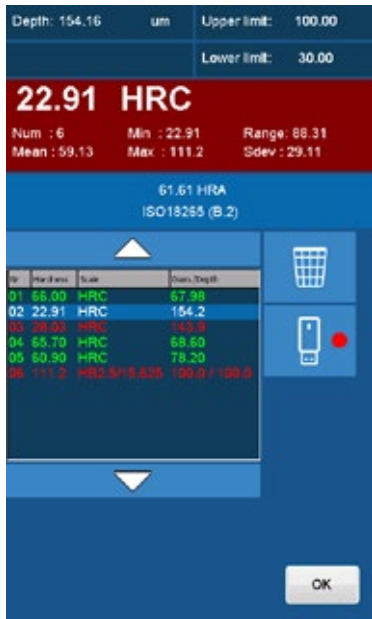 Depth: 154.16 um Upper limit: 100.00
Lower limit: 30.00
22.91 HRC
Num : 6 Min : 22.91 Range: 88.31
Mean : 59.13 Max : 111.2 Sdev : 29.11
61.61 HRA
ISO18265 (B.2)
Nr Hardness Scale Diam./Depth
01 66.00 HRC 67.98
02 22.91 HRC 154.2
03 28.03 HRC 143.9
04 65.70 HRC 68.60
05 60.90 HRC 78.20
06 111.2 HB2.5/15.625 100.0 / 100.0
OK